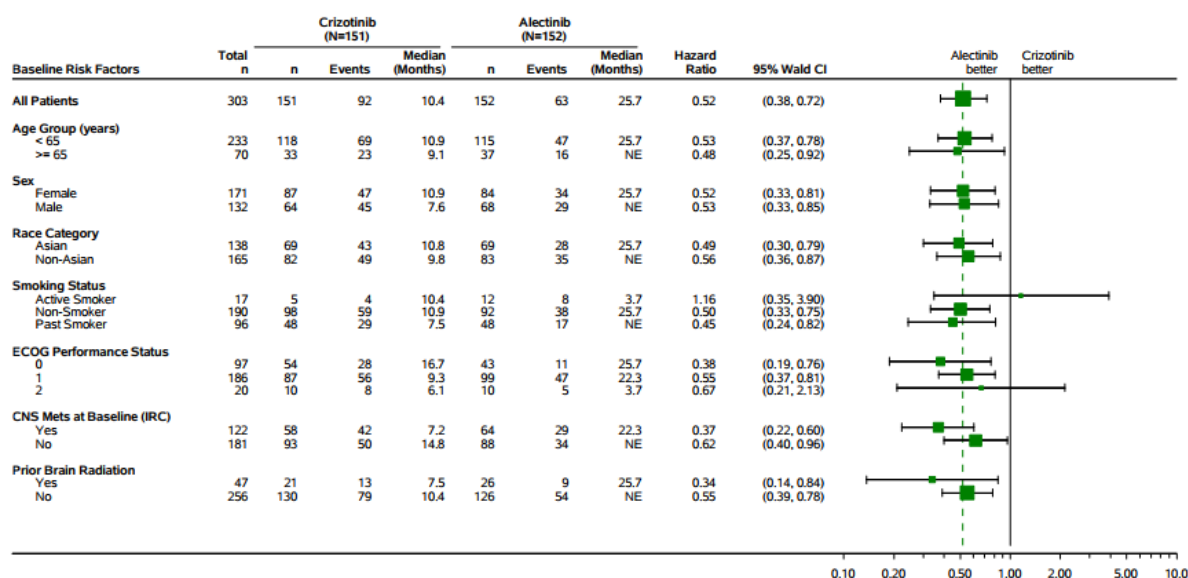 Crizotinib Alectinib
(N=151) (N=152)
Total Median Median Hazard Alectinib Crizotinib
Baseline Risk Factors n n Events (Months) n Events (Months) Ratio 95% Wald CI better better
All Patients 303 151 92 10.4 152 63 25.7 0.52 (0.38, 0.72)
Age Group (years)
< 65 233 118 69 10.9 115 47 25.7 0.53 (0.37, 0.78)
>= 65 70 33 23 9.1 37 16 NE 0.48 (0.25, 0.92)
Sex
Female 171 87 47 10.9 84 34 25.7 0.52 (0.33, 0.81)
Male 132 64 45 7.6 68 29 NE 0.53 (0.33, 0.85)
Race Category
Asian 138 69 43 10.8 69 28 25.7 0.49 (0.30, 0.79)
Non-Asian 165 82 49 9.8 83 35 NE 0.56 (0.36, 0.87)
Smoking Status
Active Smoker 17 5 4 10.4 12 8 3.7 1.16 (0.35, 3.90)
Non-Smoker 190 98 59 10.9 92 38 25.7 0.50 (0.33, 0.75)
Past Smoker 96 48 29 7.5 48 17 NE 0.45 (0.24, 0.82)
ECOG Performance Status
0 97 54 28 16.7 43 11 25.7 0.38 (0.19, 0.76)
1 186 87 56 9.3 99 47 22.3 0.55 (0.37, 0.81)
2 20 10 8 6.1 10 5 3.7 0.67 (0.21, 2.13)
CNS Mets at Baseline (IRC)
Yes 122 58 42 7.2 64 29 22.3 0.37 (0.22, 0.60)
No 181 93 50 14.8 88 34 NE 0.62 (0.40, 0.96)
Prior Brain Radiation
Yes 47 21 13 7.5 26 9 25.7 0.34 (0.14, 0.84)
No 256 130 79 10.4 126 54 NE 0.55 (0.39, 0.78)
0.10 0.20 0.50 1.00 2.00 5.00 10.0